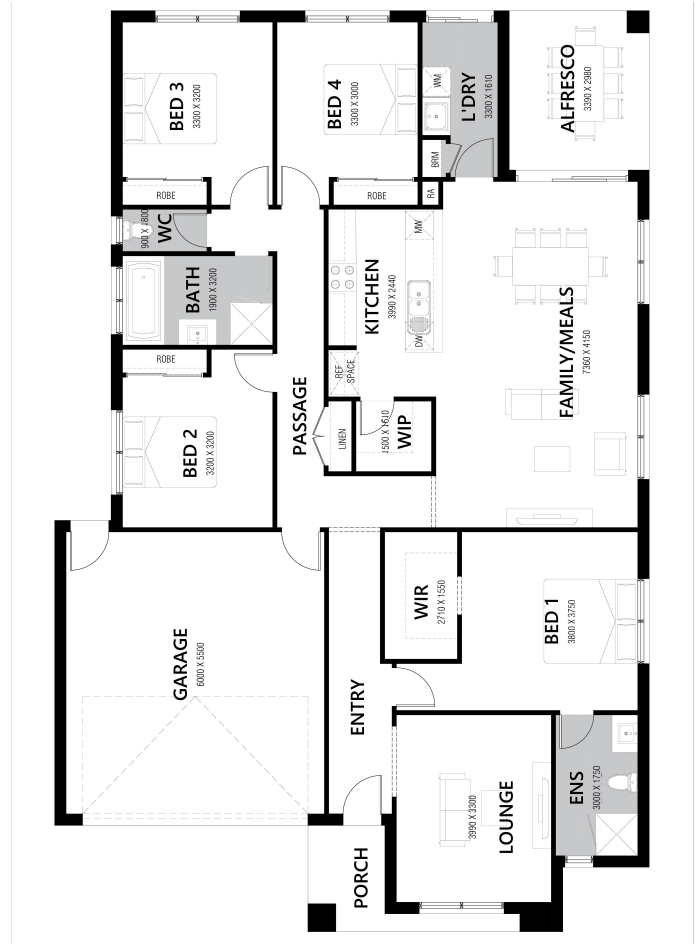 BED 3
3300 X 3200
BED 4
3300 X 3000
WM
L'DRY
3300 X 1610
ALFRESCO
3390 X 2980
BRM
ROBE
ROBE
RA
900 X 1800
WC
MW
BATH
1900 X 3200
KITCHEN
3990 X 2440
FAMILY/MEALS
7360 X 4150
DW
ROBE
REF
SPACE
PASSAGE
BED 2
3200 X 3200
LINEN
1500 X 1610
WIP
WIR
2710 X 1550
BED 1
3800 X 3750
GARAGE
6000 X 5500
ENTRY
LOUNGE
3990 X 3300
ENS
3000 X 1750
PORCH